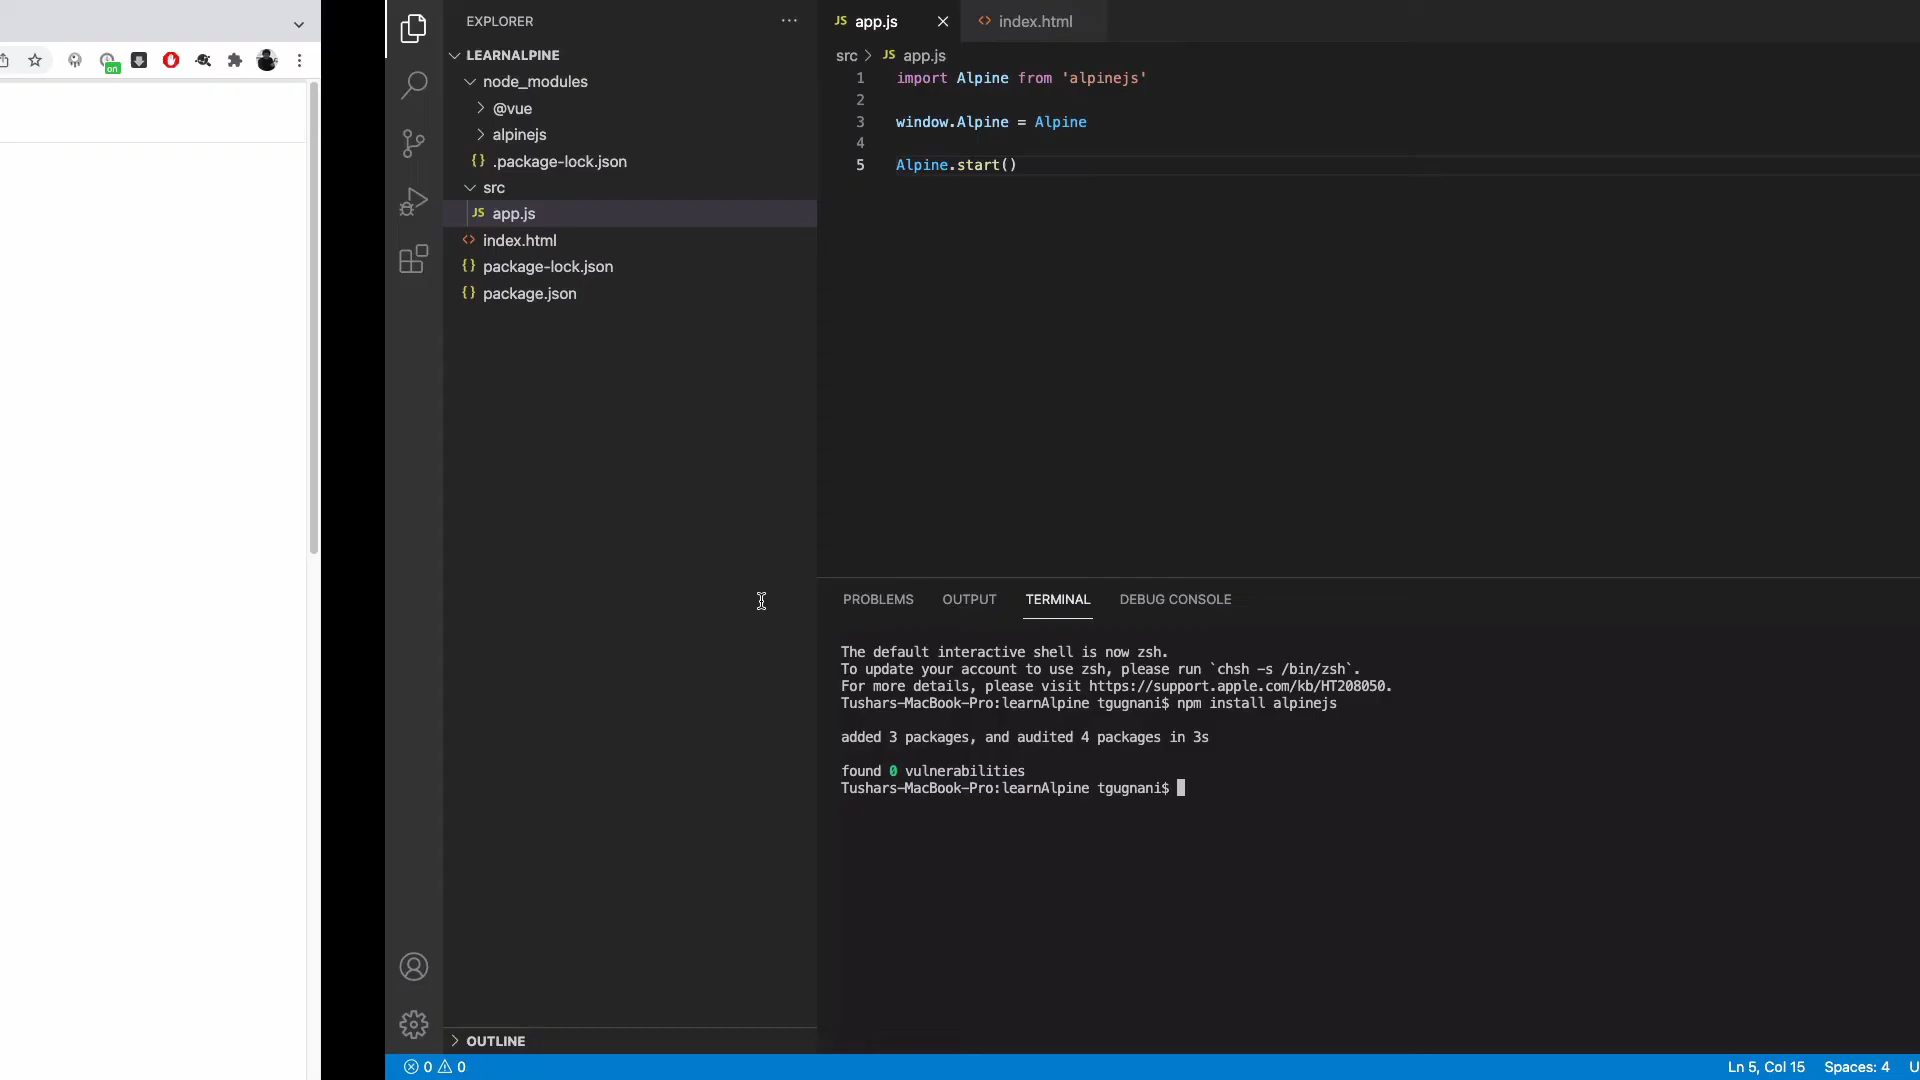 on
EXPLORER
LEARNALPINE
node_modules
@vue
alpinejs
{} .package-lock.json
src
JS app.js
<> index.html
{} package-lock.json
{} package.json
OUTLINE
JS app.js
<> index.html
src > JS app.js
1 import Alpine from 'alpinejs'
2
3 window.Alpine = Alpine
4
5 Alpine.start()
PROBLEMS OUTPUT TERMINAL DEBUG CONSOLE
The default interactive shell is now zsh.
To update your account to use zsh, please run `chsh -s /bin/zsh`.
For more details, please visit https://support.apple.com/kb/HT208050.
Tushars-MacBook-Pro:learnAlpine tgugnani$ npm install alpinejs
added 3 packages, and audited 4 packages in 3s
found 0 vulnerabilities
Tushars-MacBook-Pro:learnAlpine tgugnani$
0 0
Ln 5, Col 15 Spaces: 4